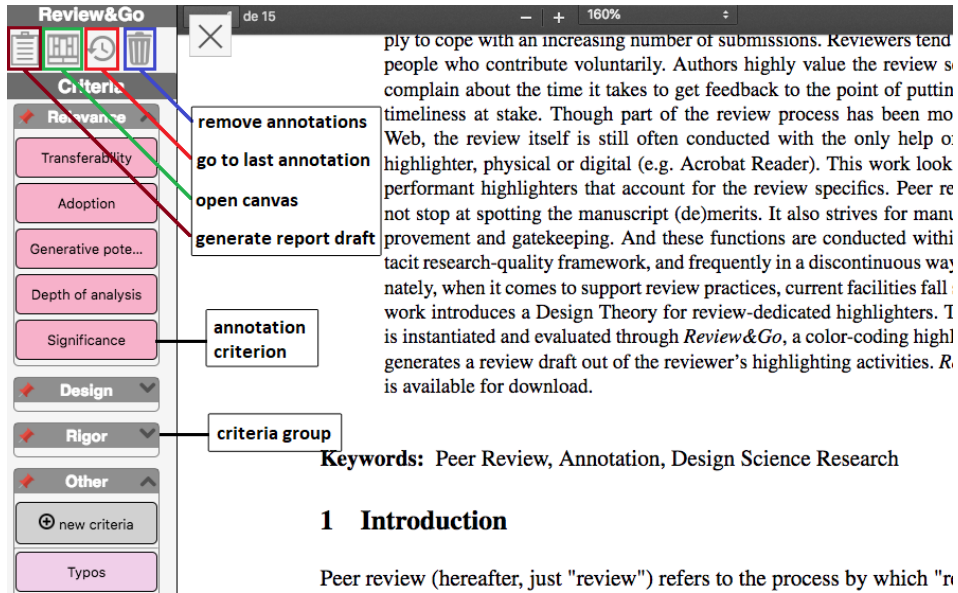 Review&Go
de 15
− + 160%
Criteria
Relevance
Transferability
Adoption
Generative pote...
Depth of analysis
Significance
Design
Rigor
Other
new criteria
Typos
remove annotations
go to last annotation
open canvas
generate report draft
annotation
criterion
criteria group
ply to cope with an increasing number of submissions. Reviewers tend
people who contribute voluntarily. Authors highly value the review
complain about the time it takes to get feedback to the point of
timeliness at stake. Though part of the review process has been
Web, the review itself is still often conducted with the only help
highlighter, physical or digital (e.g. Acrobat Reader). This work look
performant highlighters that account for the review specifics. Peer
not stop at spotting the manuscript (de)merits. It also strives for
provement and gatekeeping. And these functions are conducted
tacit research-quality framework, and frequently in a discontinuous way
nately, when it comes to support review practices, current facilities fall
work introduces a Design Theory for review-dedicated highlighters.
is instantiated and evaluated through Review&Go, a color-coding
generates a review draft out of the reviewer's highlighting activities.
is available for download.
Keywords: Peer Review, Annotation, Design Science Research
1 Introduction
Peer review (hereafter, just "review") refers to the process by which